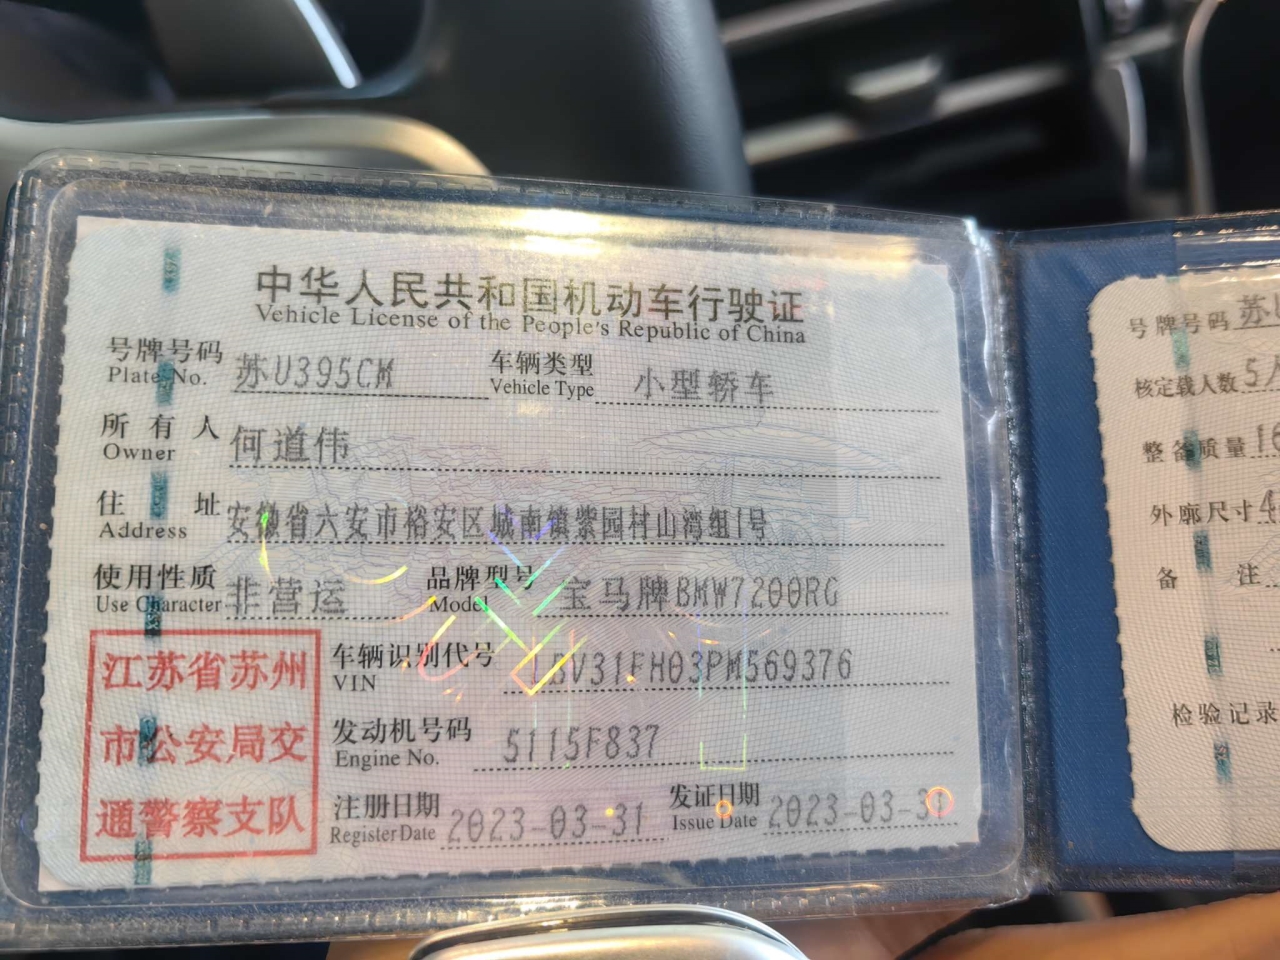 中华人民共和国机动车行驶证
Vehicle License of the People's Republic of China
号牌号码 苏U395CM 车辆类型 小型轿车
Plate No. Vehicle Type
所有人 何道伟
Owner
住址 安徽省六安市裕安区城南镇紫园村山湾组1号
Address
使用性质 非营运 品牌型号 宝马牌BMW7200RG
Use Character Model
江苏省苏州
市公安局交
通警察支队
车辆识别代号 LBV31FH03PM569376
VIN
发动机号码 5115F837
Engine No.
注册日期 2023-03-31 发证日期 2023-03-31
Register Date Issue Date
号牌号码 苏
核定载人数 5人
整备质量
外廓尺寸
备注
检验记录